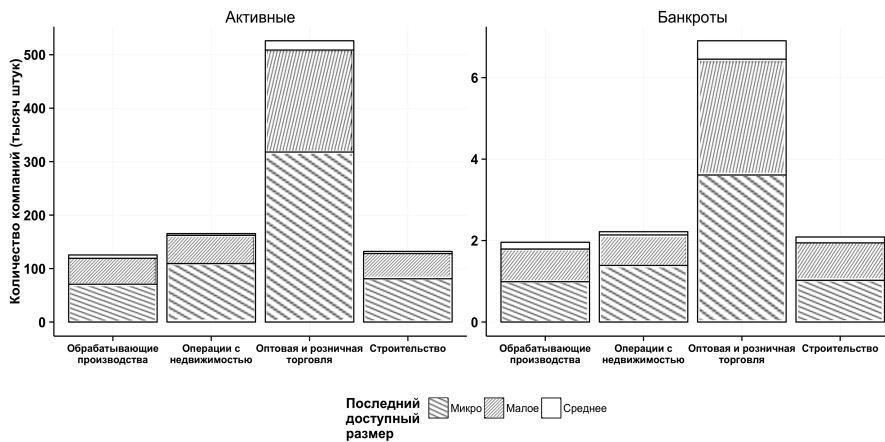 Активные
Банкроты
Количество компаний (тысяч штук)
500
400
300
200
100
0
6
4
2
0
Обрабатывающие
производства
Операции с
недвижимостью
Оптовая и розничная
торговля
Строительство
Обрабатывающие
производства
Операции с
недвижимостью
Оптовая и розничная
торговля
Строительство
Последний
доступный
размер
Микро
Малое
Среднее